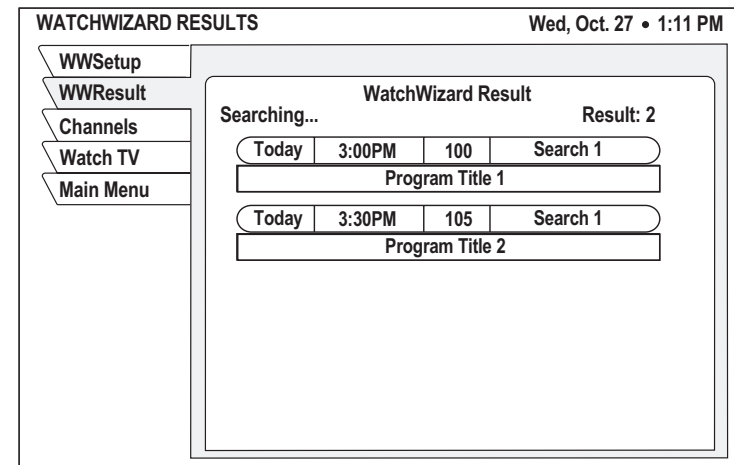 WATCHWIZARD RESULTS Wed, Oct. 27 • 1:11 PM
WWSetup
WWResult
Channels
Watch TV
Main Menu
WatchWizard Result
Searching... Result: 2
Today 3:00PM 100 Search 1
Program Title 1
Today 3:30PM 105 Search 1
Program Title 2